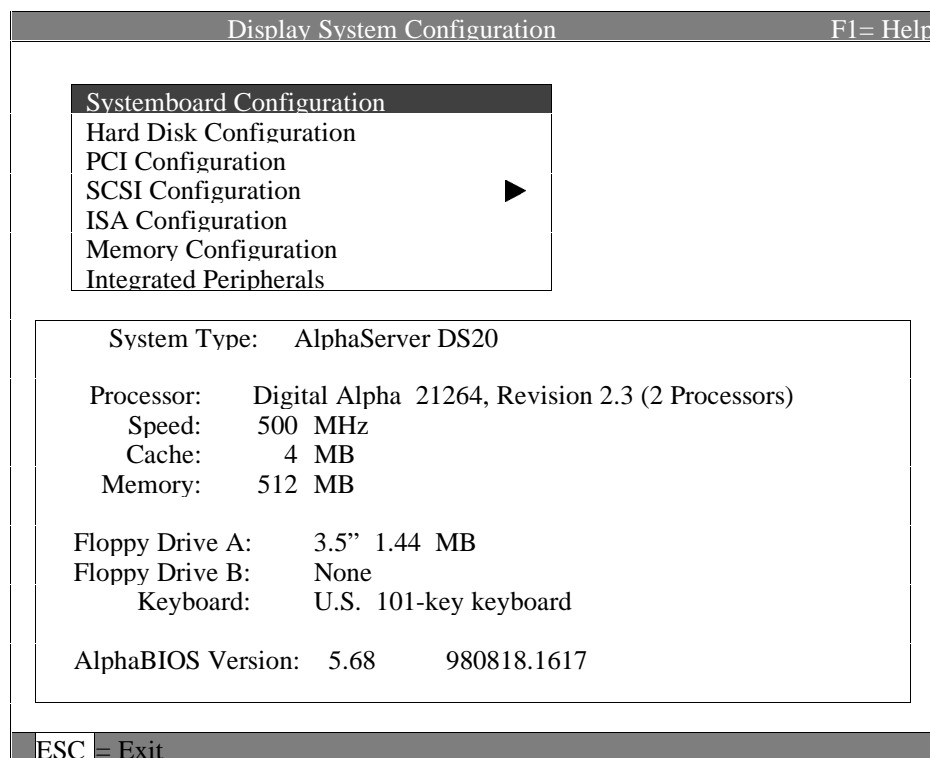 Display System Configuration F1= Help
Systemboard Configuration
Hard Disk Configuration
PCI Configuration
SCSI Configuration ▶
ISA Configuration
Memory Configuration
Integrated Peripherals
System Type: AlphaServer DS20
Processor: Digital Alpha 21264, Revision 2.3 (2 Processors)
Speed: 500 MHz
Cache: 4 MB
Memory: 512 MB
Floppy Drive A: 3.5” 1.44 MB
Floppy Drive B: None
Keyboard: U.S. 101-key keyboard
AlphaBIOS Version: 5.68 980818.1617
ESC = Exit